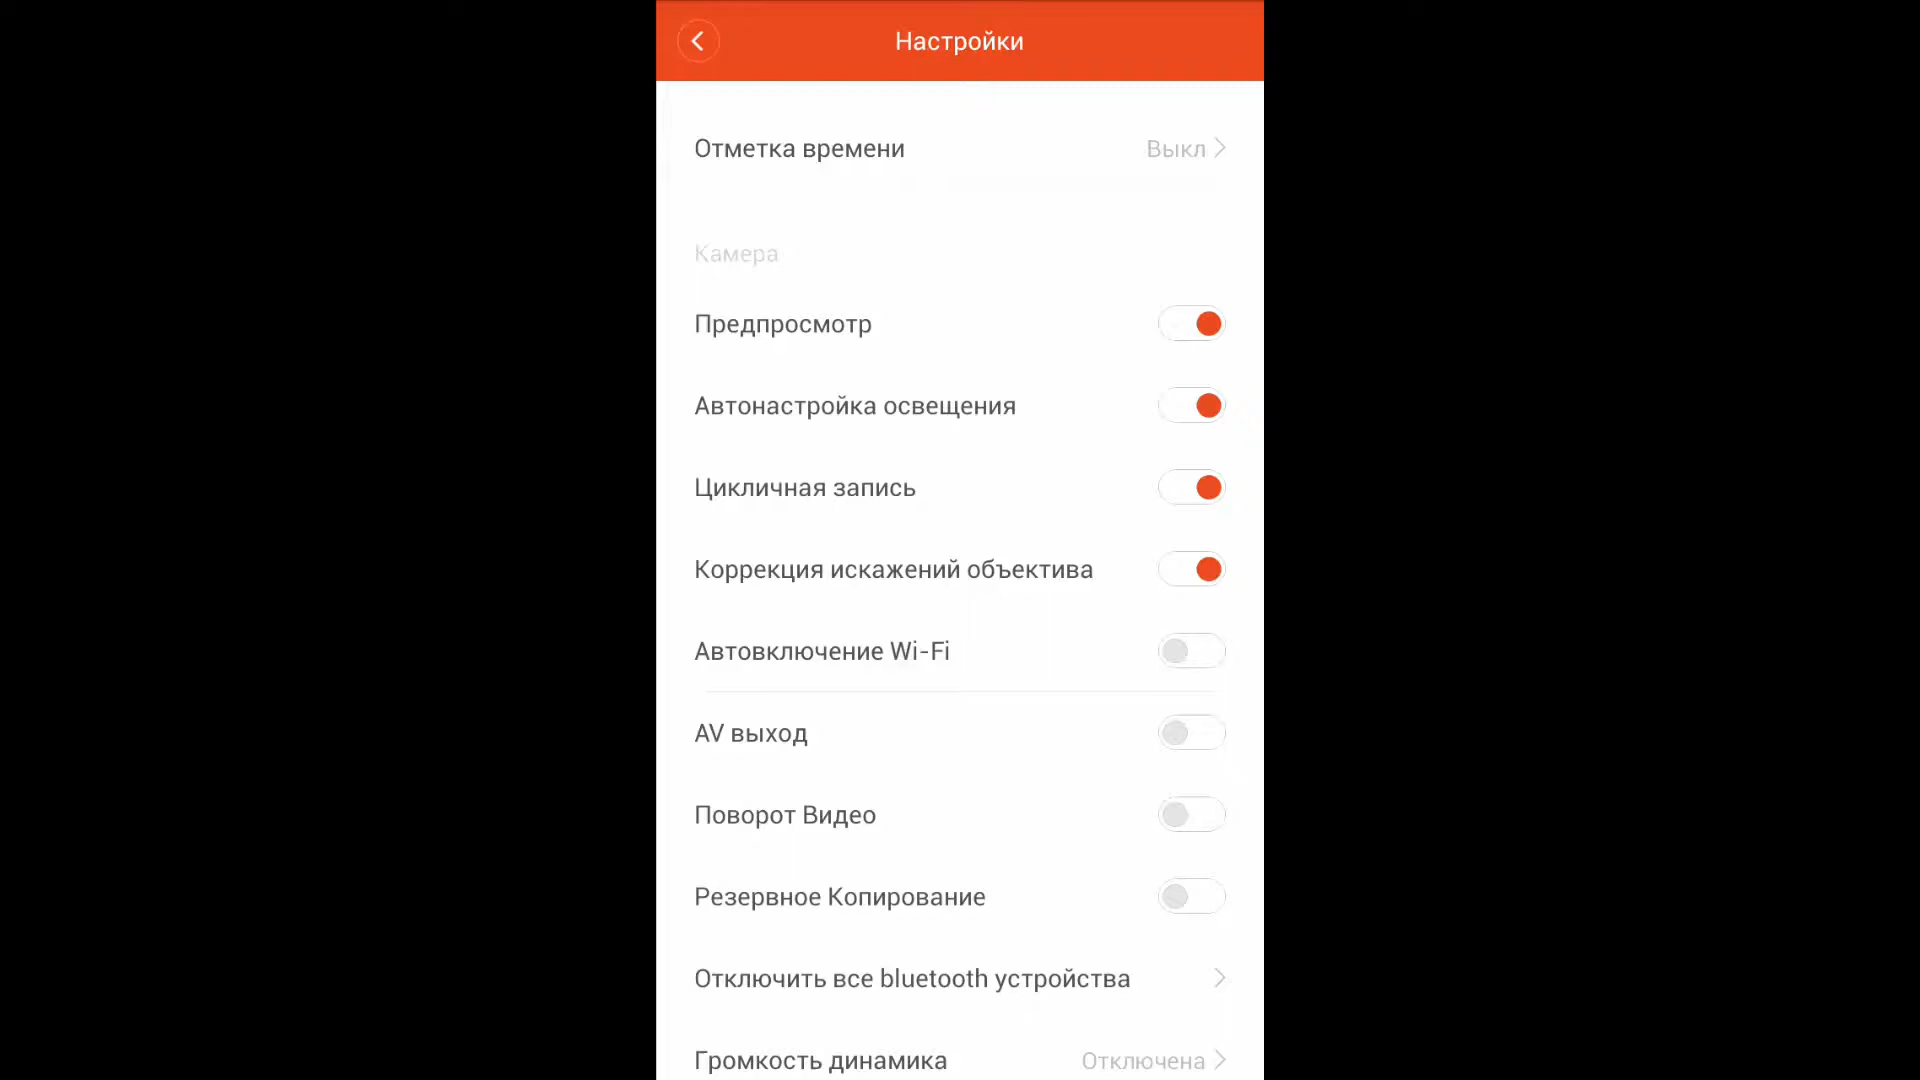 Настройки
Отметка времени Выкл
Камера
Предпросмотр
Автонастройка освещения
Цикличная запись
Коррекция искажений объектива
Автовключение Wi-Fi
AV выход
Поворот Видео
Резервное Копирование
Отключить все bluetooth устройства
Громкость динамика Отключена